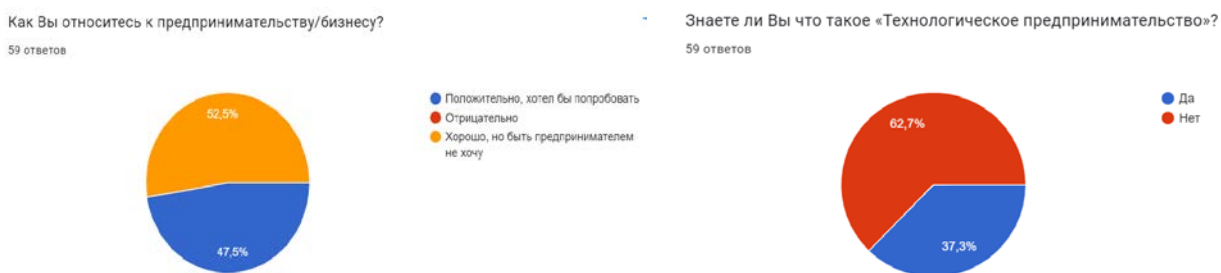 Как Вы относитесь к предпринимательству/бизнесу?
59 ответов
52,5%
47,5%
Положительно, хотел бы попробовать
Отрицательно
Хорошо, но быть предпринимателем
не хочу
Знаете ли Вы что такое «Технологическое предпринимательство»?
59 ответов
62,7%
37,3%
Да
Нет